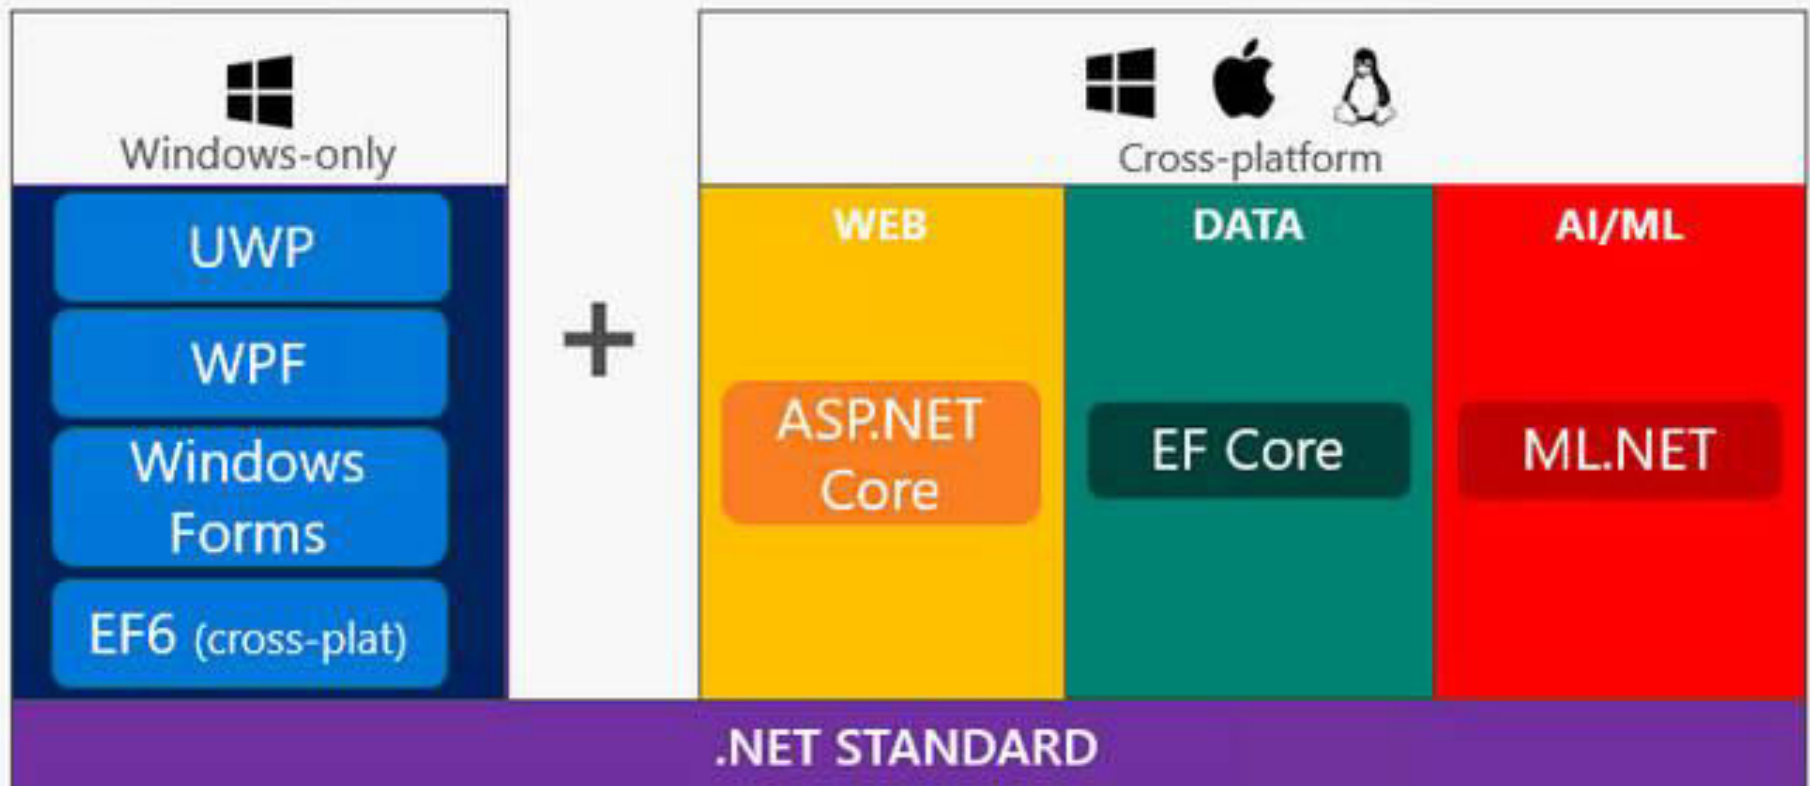 Windows-only
UWP
WPF
Windows
Forms
EF6 (cross-plat)
+
Cross-platform
WEB
ASP.NET
Core
DATA
EF Core
AI/ML
ML.NET
.NET STANDARD